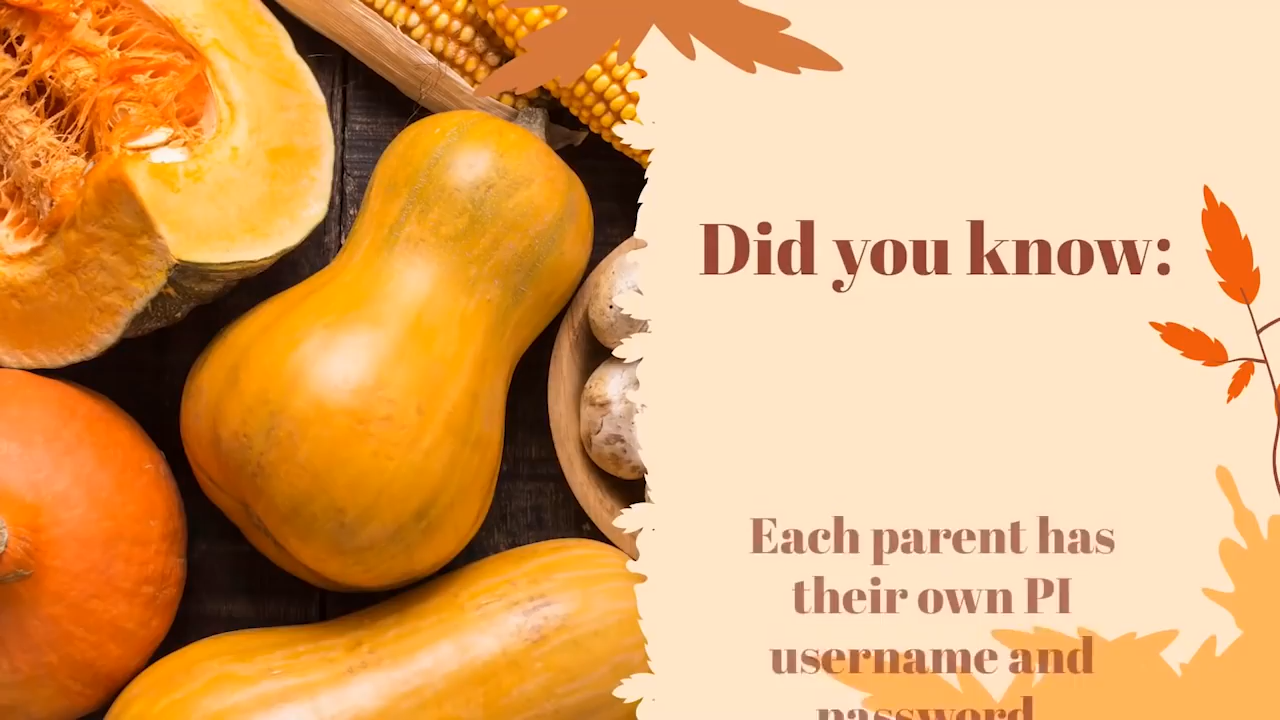 Did you know:
Each parent has
their own PI
username and
password